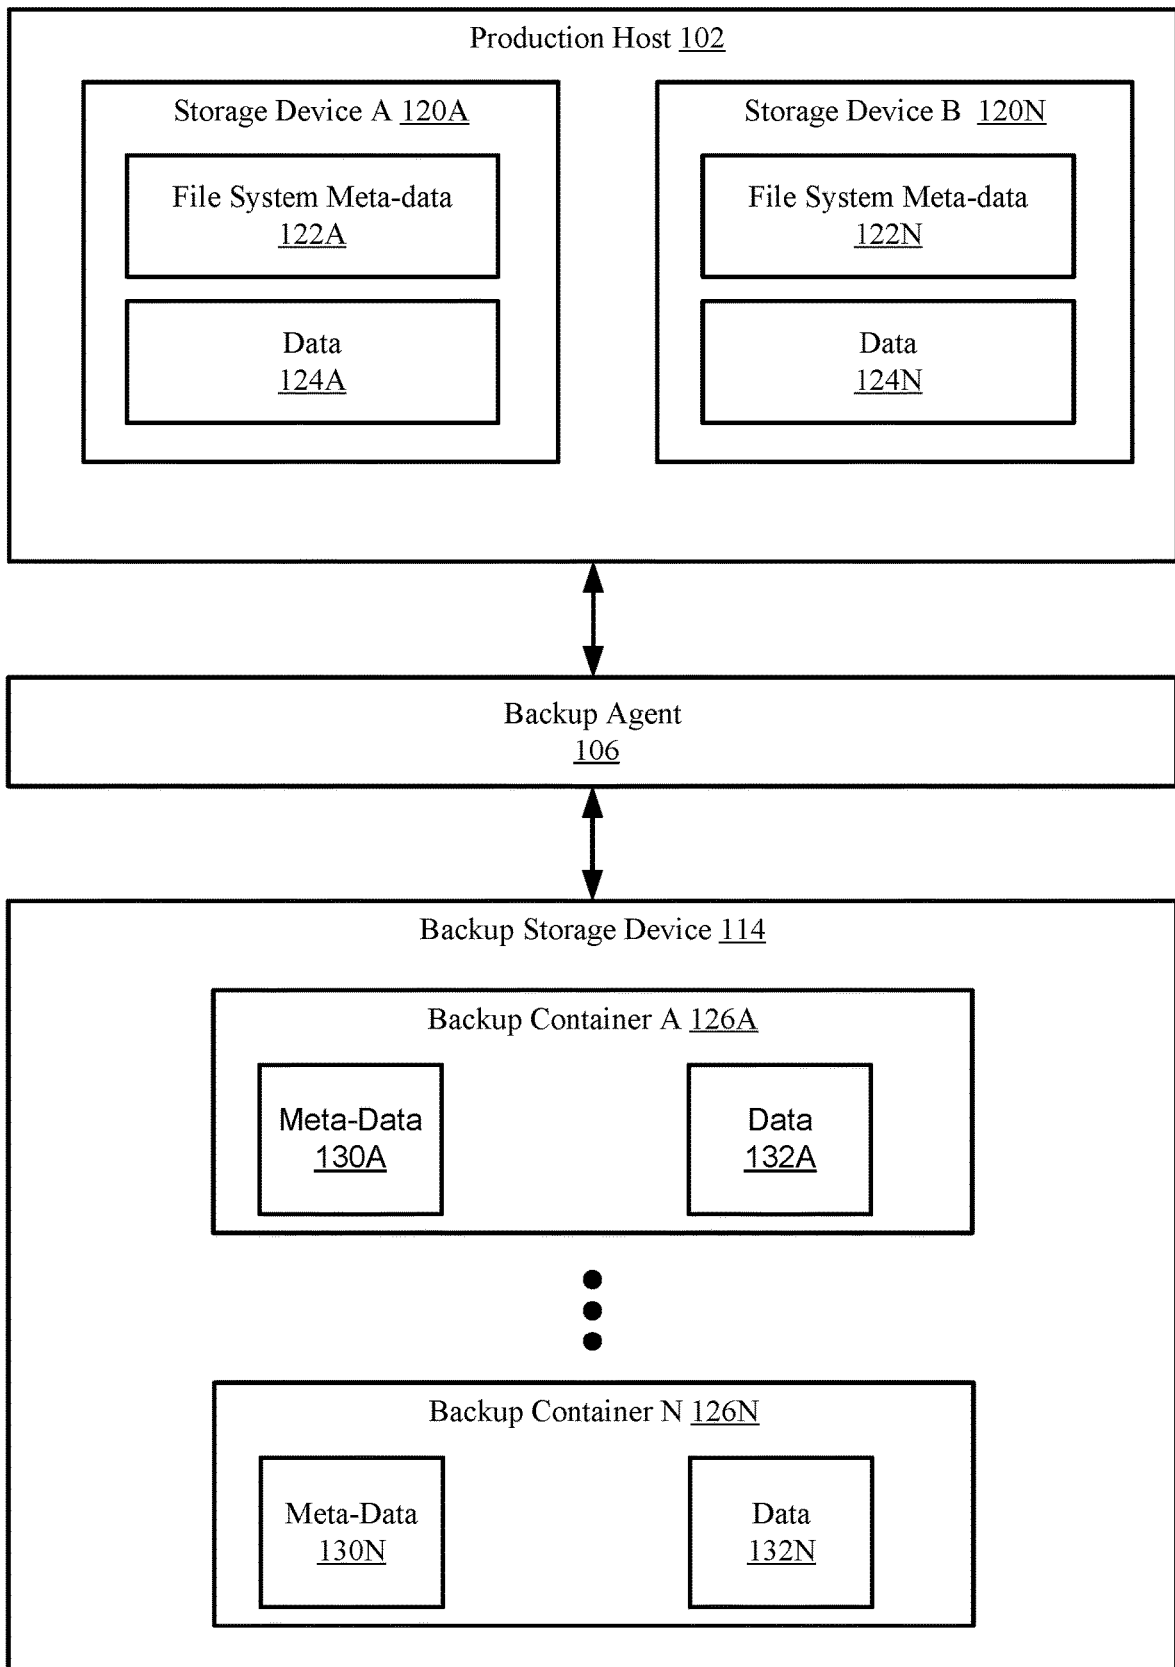 Production Host 102
Storage Device A 120A
Storage Device B 120N
File System Meta-data
122A
File System Meta-data
122N
Data
124A
Data
124N
Backup Agent
106
Backup Storage Device 114
Backup Container A 126A
Meta-Data
130A
Data
132A
Backup Container N 126N
Meta-Data
130N
Data
132N